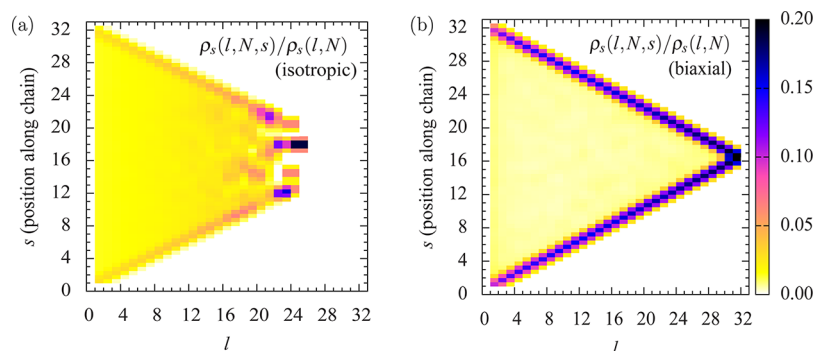 (a)
ρs(l,N,s)/ρs(l,N)
(isotropic)
s (position along chain)
32
28
24
20
16
12
8
4
0
0 4 8 12 16 20 24 28 32
l
(b)
ρs(l,N,s)/ρs(l,N)
(biaxial)
s (position along chain)
32
28
24
20
16
12
8
4
0
0 4 8 12 16 20 24 28 32
l
0.20
0.15
0.10
0.05
0.00